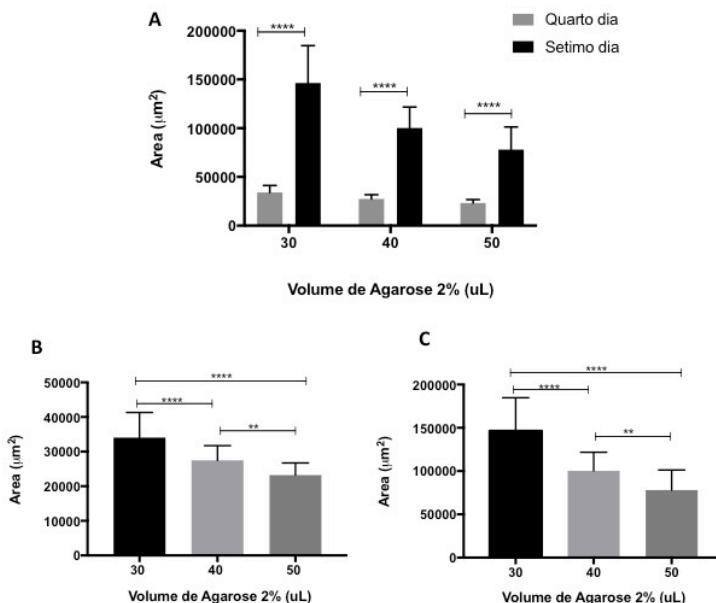 A
Quarto dia
Setimo dia
Area (μm²)
200000
150000
100000
50000
0
****
****
****
30 40 50
Volume de Agarose 2% (uL)
B
Area (μm²)
50000
40000
30000
20000
10000
0
****
****
**
30 40 50
Volume de Agarose 2% (uL)
C
Area (μm²)
200000
150000
100000
50000
0
****
****
**
30 40 50
Volume de Agarose 2% (uL)